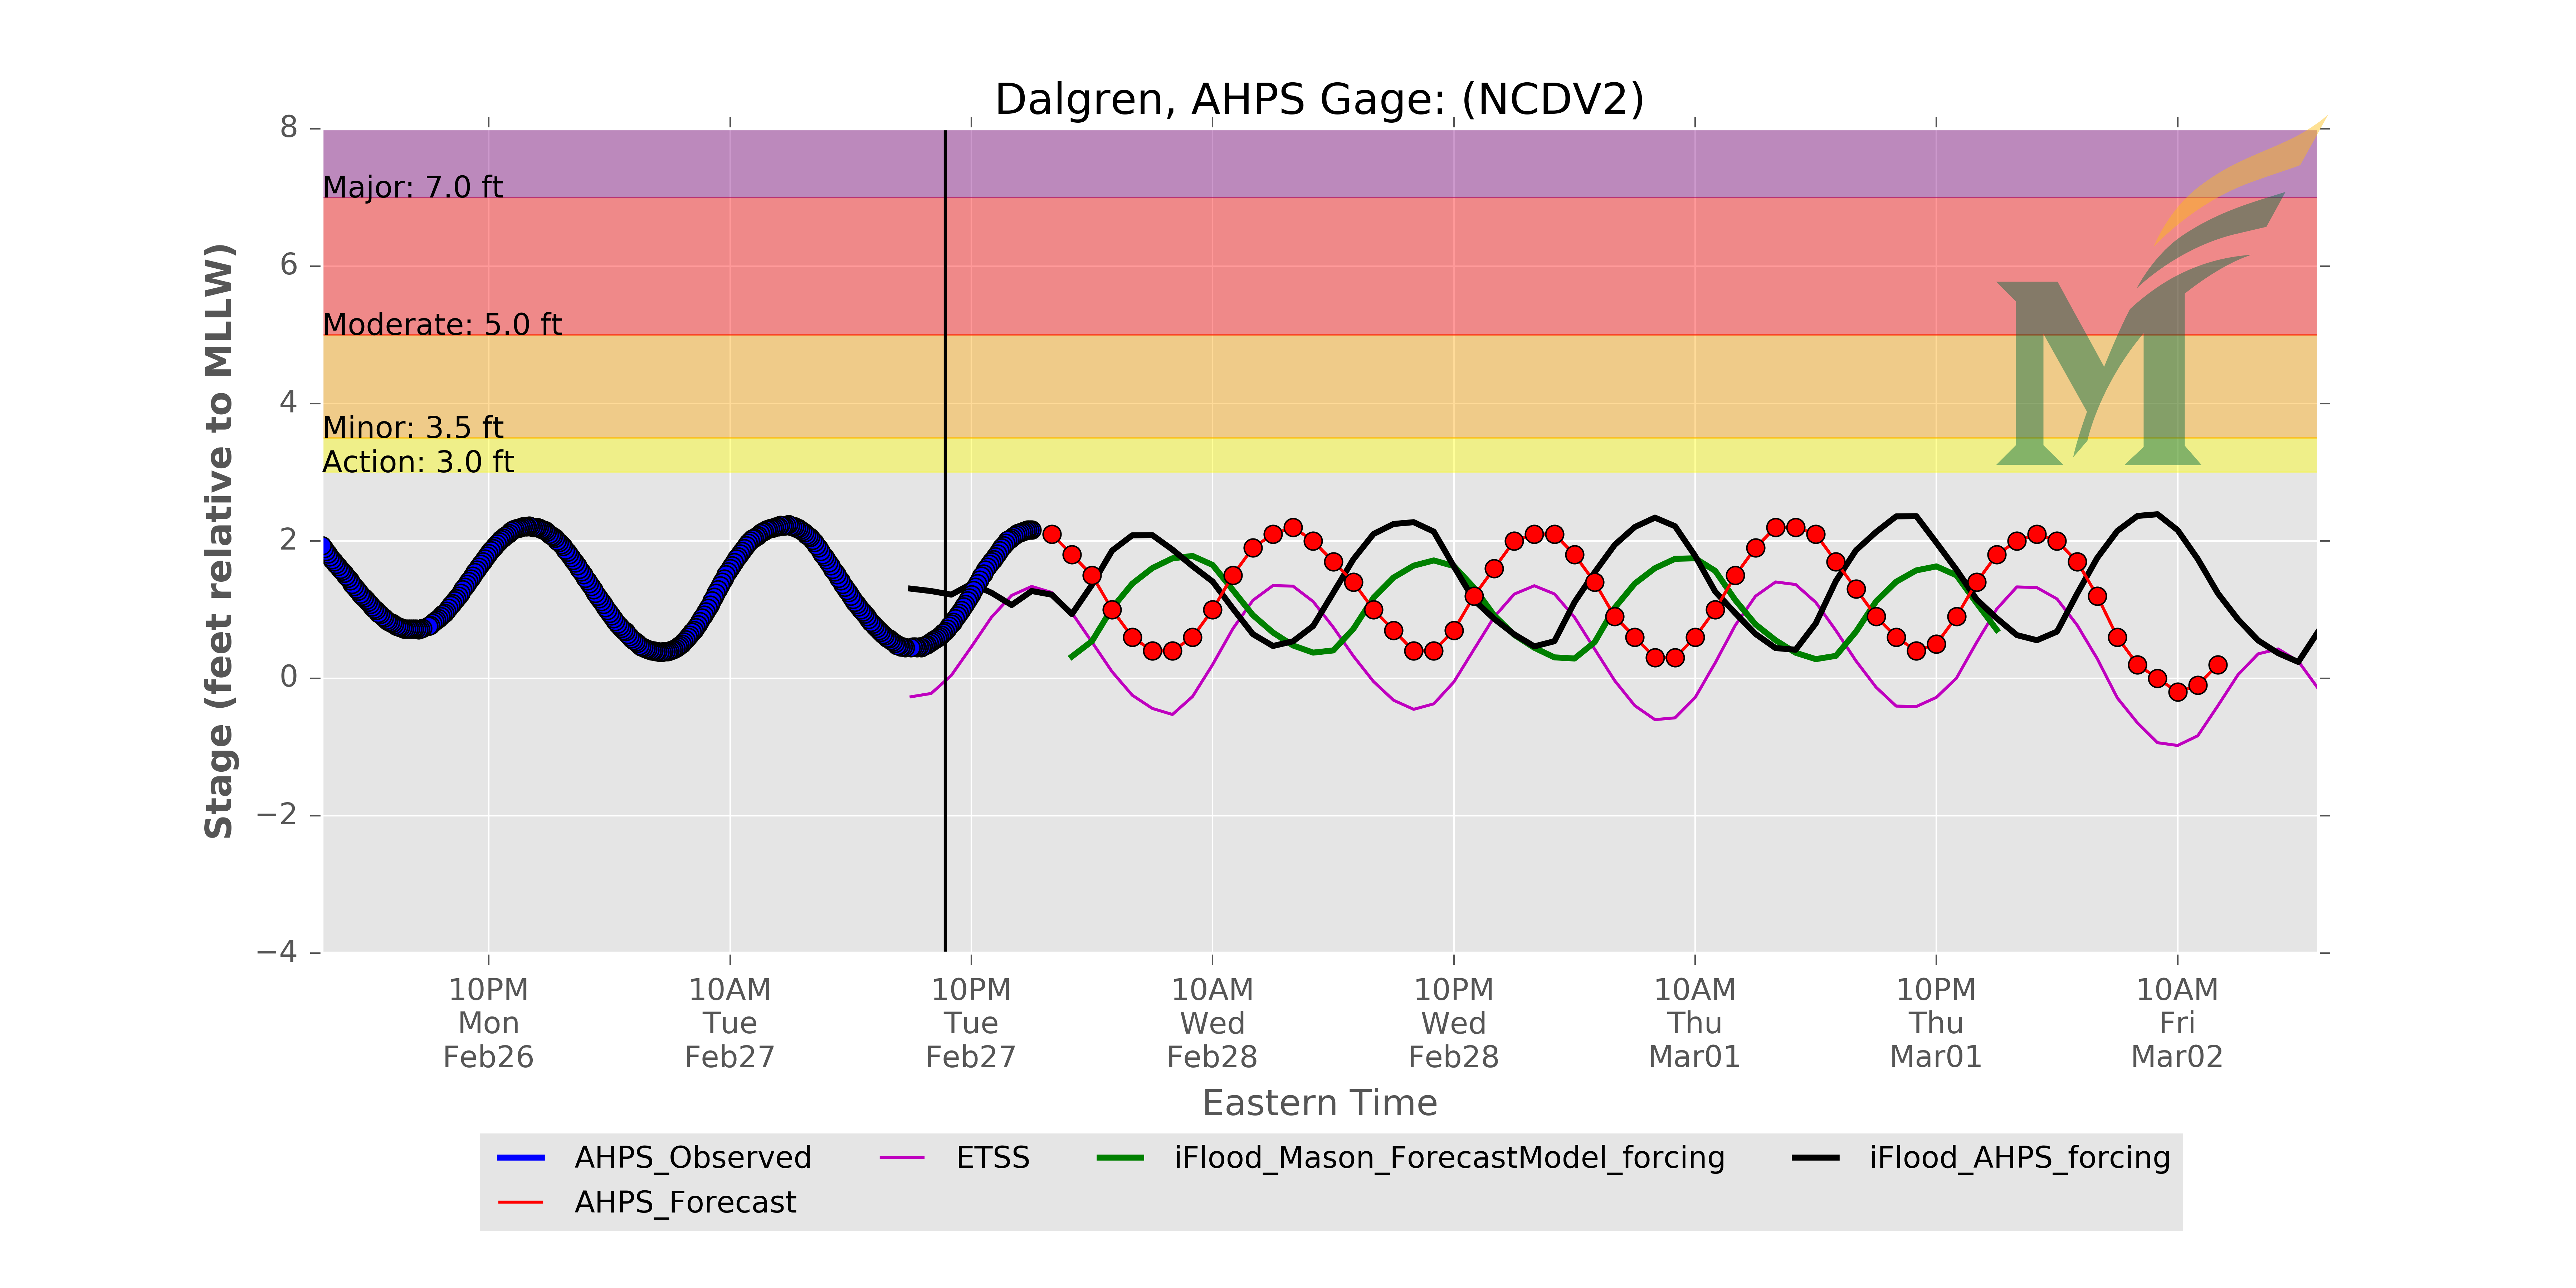 Dalgren, AHPS Gage: (NCDV2)
8
6
4
2
0
−2
−4
Stage (feet relative to MLLW)
Major: 7.0 ft
Moderate: 5.0 ft
Minor: 3.5 ft
Action: 3.0 ft
M
10PM Mon Feb26
10AM Tue Feb27
10PM Tue Feb27
10AM Wed Feb28
10PM Wed Feb28
10AM Thu Mar01
10PM Thu Mar01
10AM Fri Mar02
Eastern Time
AHPS_Observed
AHPS_Forecast
ETSS
iFlood_Mason_ForecastModel_forcing
iFlood_AHPS_forcing